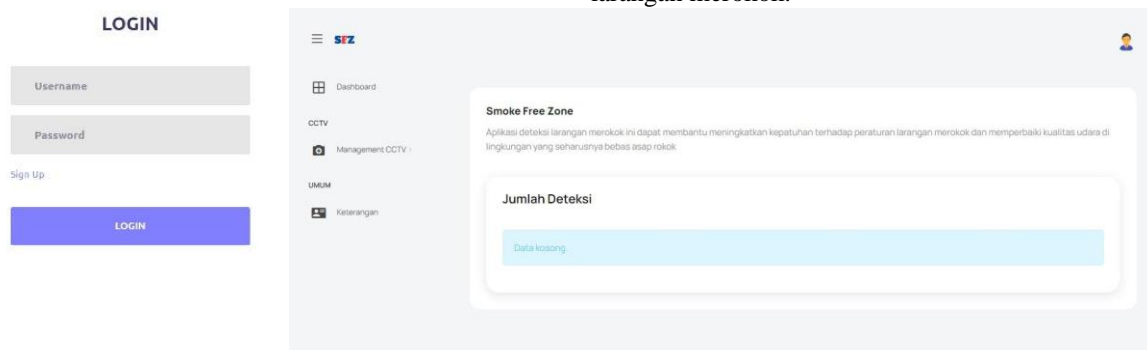 larangan merokok.
LOGIN
Username
Password
Sign Up
LOGIN
SFZ
Dashboard
CCTV
Management CCTV >
UMUM
Keterangan
Smoke Free Zone
Aplikasi deteksi larangan merokok ini dapat membantu meningkatkan kepatuhan terhadap peraturan larangan merokok dan memperbaiki kualitas udara di
lingkungan yang seharusnya bebas asap rokok
Jumlah Deteksi
Data kosong.